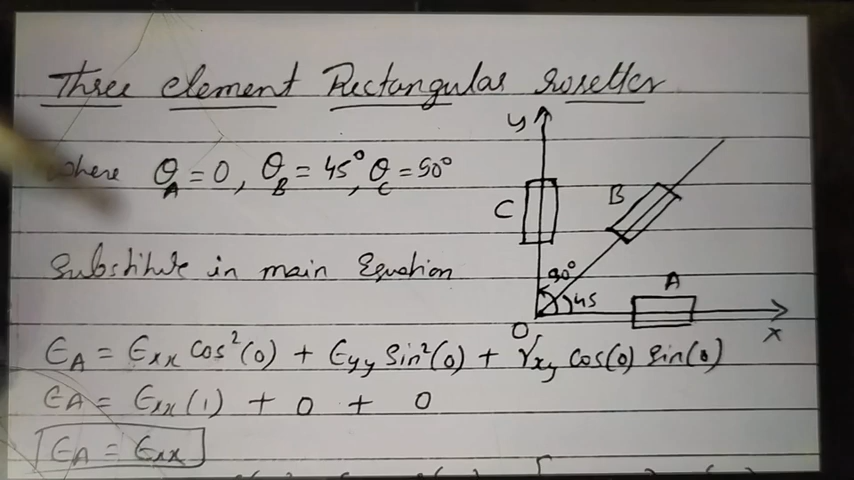 Three element Rectangular rosettes
y
where θA = 0, θB = 45°, θC = 90°
C
B
Substitute in main Equation
90°
A
45
O
x
ϵA = ϵxx cos²(0) + ϵyy sin²(0) + γxy cos(0) sin(0)
ϵA = ϵxx (1) + 0 + 0
ϵA = ϵxx